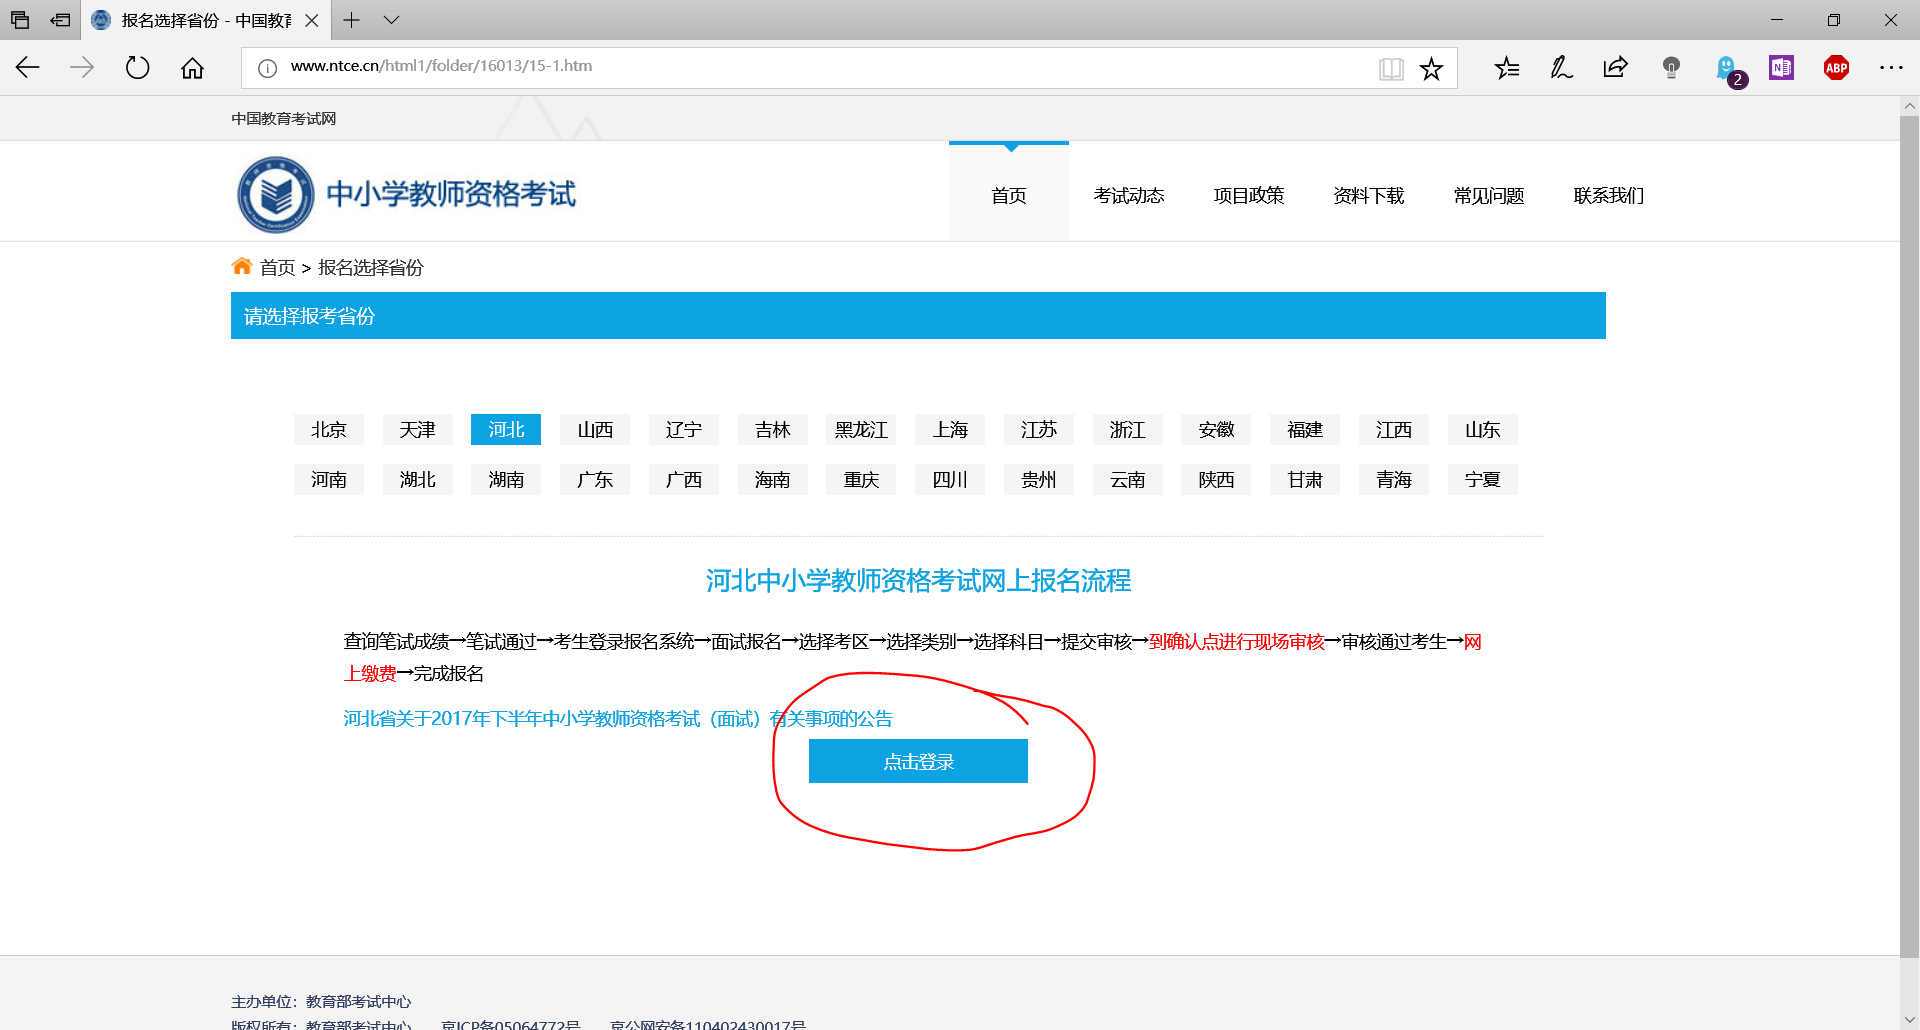 报名选择省份 - 中国教育
www.ntce.cn/html1/folder/16013/15-1.htm
2
ABP
中国教育考试网
中小学教师资格考试
首页 考试动态 项目政策 资料下载 常见问题 联系我们
首页 > 报名选择省份
请选择报考省份
北京 天津 河北 山西 辽宁 吉林 黑龙江 上海 江苏 浙江 安徽 福建 江西 山东
河南 湖北 湖南 广东 广西 海南 重庆 四川 贵州 云南 陕西 甘肃 青海 宁夏
河北中小学教师资格考试网上报名流程
查询笔试成绩→笔试通过→考生登录报名系统→面试报名→选择考区→选择类别→选择科目→提交审核→到确认点进行现场审核→审核通过考生→网
上缴费→完成报名
河北省关于2017年下半年中小学教师资格考试（面试）有关事项的公告
点击登录
主办单位：教育部考试中心
版权所有：教育部考试中心 京ICP备05064772号 京公网安备110402430017号